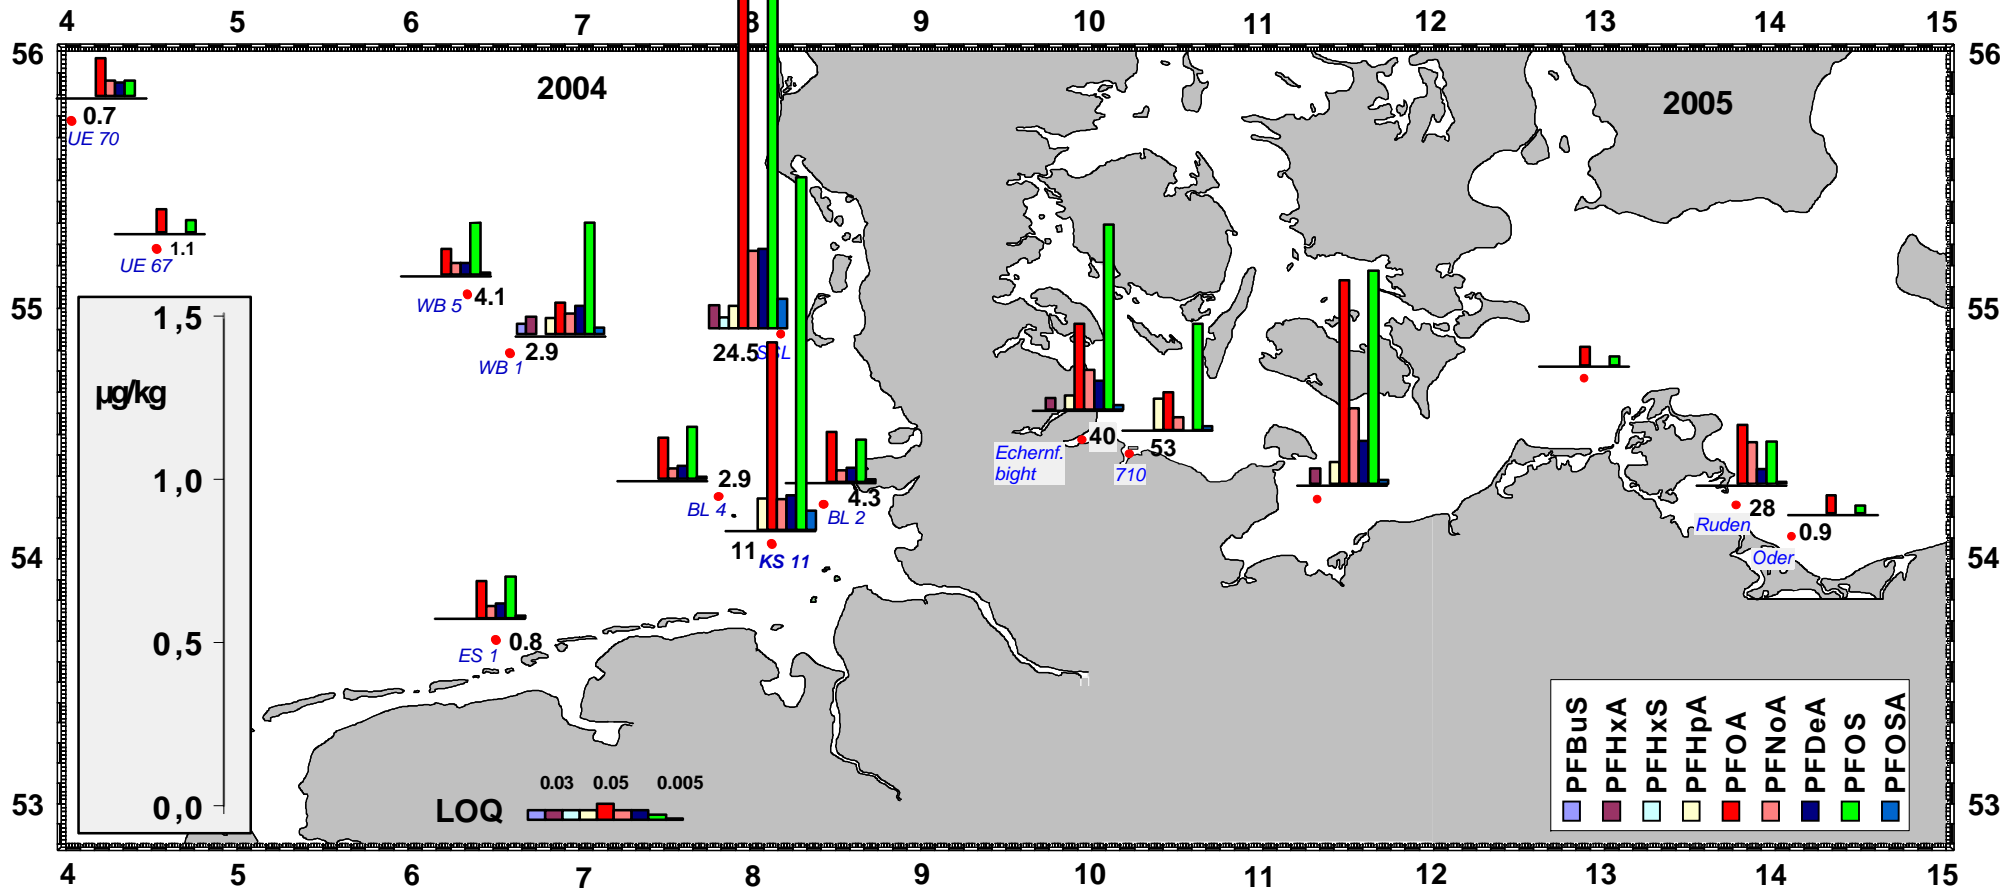 4 5 6 7 8 9 10 11 12 13 14 15
56 56
2004
2005
0.7
UE 70
1.1
UE 67
WB 5 4.1
55 55
WB 1 2.9
24.5 SSL
1,5
µg/kg
1,0
0,5
0,0
40
Echernf.
bight
53
710
2.9
BL 4
4.3
BL 2
11 KS 11
28
Ruden
0.9
Oder
54 54
0.8
ES 1
53 53
LOQ
0.03 0.05 0.005
PFBuS
PFHxA
PFHxS
PFHpA
PFOA
PFNoA
PFDeA
PFOS
PFOSA
4 5 6 7 8 9 10 11 12 13 14 15